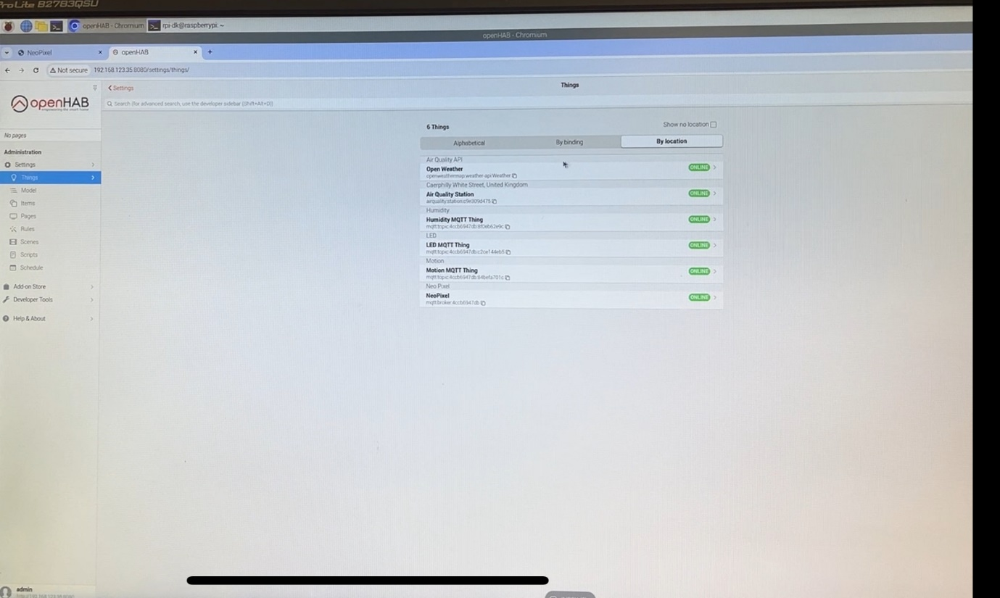 ProLite B2783QSU
openHAB - Chromium
rpi-dk@raspberrypi: ~
openHAB - Chromium
NeoPixel
openHAB
Not secure
192.168.123.35:8080/settings/things/
openHAB
empowering the smart home
Settings
Things
Search (for advanced search, use the developer sidebar (Shift+Alt+D))
No pages
Administration
Settings
Things
Model
Items
Pages
Rules
Scenes
Scripts
Schedule
Add-on Store
Developer Tools
Help & About
6 Things
Show no location
Alphabetical
By binding
By location
Air Quality API
Open Weather
openweathermap:weather-api:Weather
ONLINE
Caerphilly White Street, United Kingdom
Air Quality Station
airquality:station:c9e309d475
ONLINE
Humidity
Humidity MQTT Thing
mqtt:topic:4ccb6947db:8f0eb62e9c
ONLINE
LED
LED MQTT Thing
mqtt:topic:4ccb6947db:c2ce144eb5
ONLINE
Motion
Motion MQTT Thing
mqtt:topic:4ccb6947db:84befa701c
ONLINE
Neo Pixel
NeoPixel
mqtt:broker:4ccb6947db
ONLINE
admin